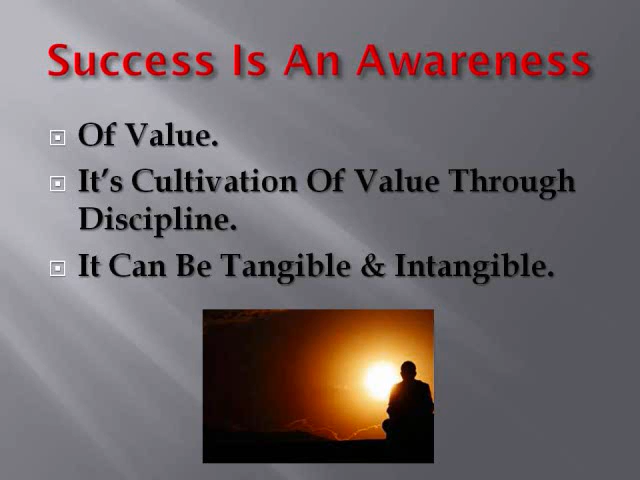 Success Is An Awareness
Of Value.
It’s Cultivation Of Value Through
Discipline.
It Can Be Tangible & Intangible.